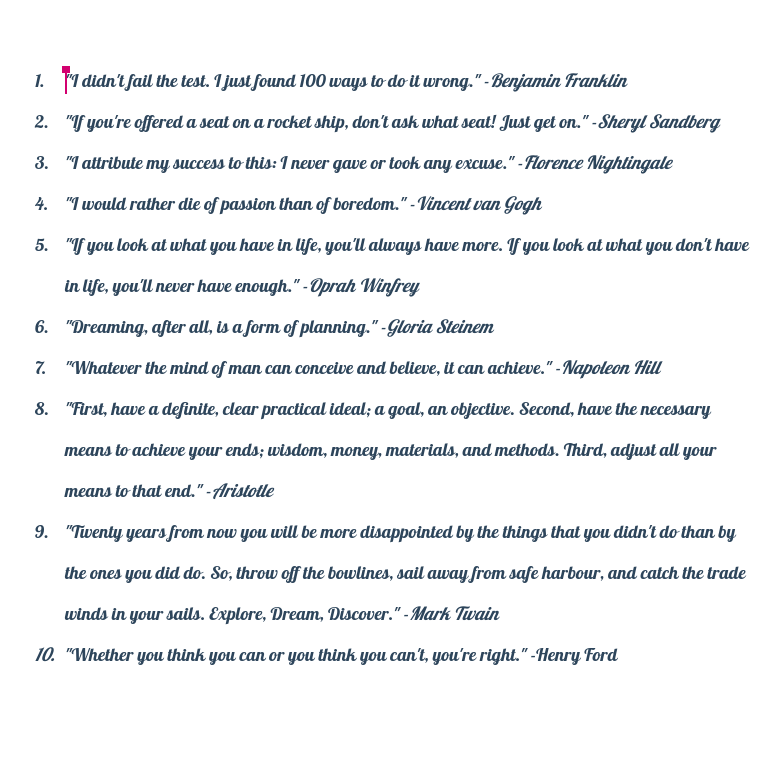 1. "I didn't fail the test. I just found 100 ways to do it wrong." -Benjamin Franklin
2. "If you're offered a seat on a rocket ship, don't ask what seat! Just get on." -Sheryl Sandberg
3. "I attribute my success to this: I never gave or took any excuse." -Florence Nightingale
4. "I would rather die of passion than of boredom." -Vincent van Gogh
5. "If you look at what you have in life, you'll always have more. If you look at what you don't have
in life, you'll never have enough." -Oprah Winfrey
6. "Dreaming, after all, is a form of planning." -Gloria Steinem
7. "Whatever the mind of man can conceive and believe, it can achieve." -Napoleon Hill
8. "First, have a definite, clear practical ideal; a goal, an objective. Second, have the necessary
means to achieve your ends; wisdom, money, materials, and methods. Third, adjust all your
means to that end." -Aristotle
9. "Twenty years from now you will be more disappointed by the things that you didn't do than by
the ones you did do. So, throw off the bowlines, sail away from safe harbour, and catch the trade
winds in your sails. Explore, Dream, Discover." -Mark Twain
10. "Whether you think you can or you think you can't, you're right." -Henry Ford